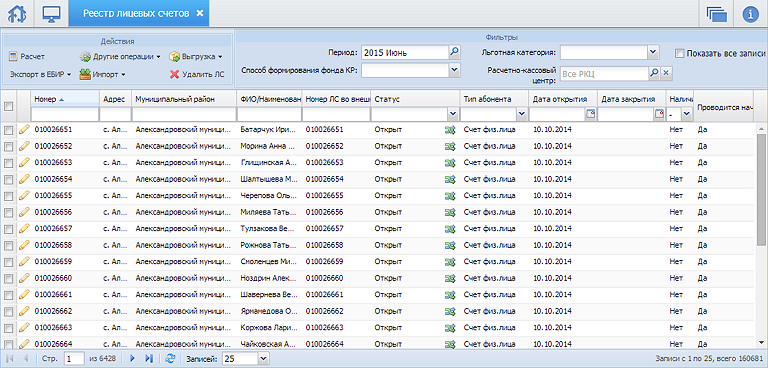 Реестр лицевых счетов
Действия
Фильтры
Расчет Другие операции Выгрузка
Экспорт в ЕБИР Импорт Удалить ЛС
Период: 2015 Июнь Льготная категория: Показать все записи
Способ формирования фонда КР: Расчетно-кассовый центр: Все РКЦ
Номер Адрес Муниципальный район ФИО/Наименован Номер ЛС во внеш Статус Тип абонента Дата открытия Дата закрытия Наличи Проводится нач
-
010026651 с. Ал... Александровский муници... Батарчук Ири... 010026651 Открыт Счет физ.лица 10.10.2014 Нет Да
010026652 с. Ал... Александровский муници... Морина Анна ... 010026652 Открыт Счет физ.лица 10.10.2014 Нет Да
010026653 с. Ал... Александровский муници... Глищинская А... 010026653 Открыт Счет физ.лица 10.10.2014 Нет Да
010026654 с. Ал... Александровский муници... Шалтышева М... 010026654 Открыт Счет физ.лица 10.10.2014 Нет Да
010026655 с. Ал... Александровский муници... Черепова Оль... 010026655 Открыт Счет физ.лица 10.10.2014 Нет Да
010026656 с. Ал... Александровский муници... Миляева Тать... 010026656 Открыт Счет физ.лица 10.10.2014 Нет Да
010026657 с. Ал... Александровский муници... Тулзакова Ве... 010026657 Открыт Счет физ.лица 10.10.2014 Нет Да
010026658 с. Ал... Александровский муници... Рожнова Тать... 010026658 Открыт Счет физ.лица 10.10.2014 Нет Да
010026659 с. Ал... Александровский муници... Смоленцев Ми... 010026659 Открыт Счет физ.лица 10.10.2014 Нет Да
010026660 с. Ал... Александровский муници... Ноздрин Алек... 010026660 Открыт Счет физ.лица 10.10.2014 Нет Да
010026661 с. Ал... Александровский муници... Шавернева Ве... 010026661 Открыт Счет физ.лица 10.10.2014 Нет Да
010026662 с. Ал... Александровский муници... Ярмамедова О... 010026662 Открыт Счет физ.лица 10.10.2014 Нет Да
010026663 с. Ал... Александровский муници... Коржова Лари... 010026663 Открыт Счет физ.лица 10.10.2014 Нет Да
010026664 с. Ал... Александровский муници... Чайковская А... 010026664 Открыт Счет физ.лица 10.10.2014 Нет Да
Стр. 1 из 6428 Записей: 25 Записи с 1 по 25, всего 160681